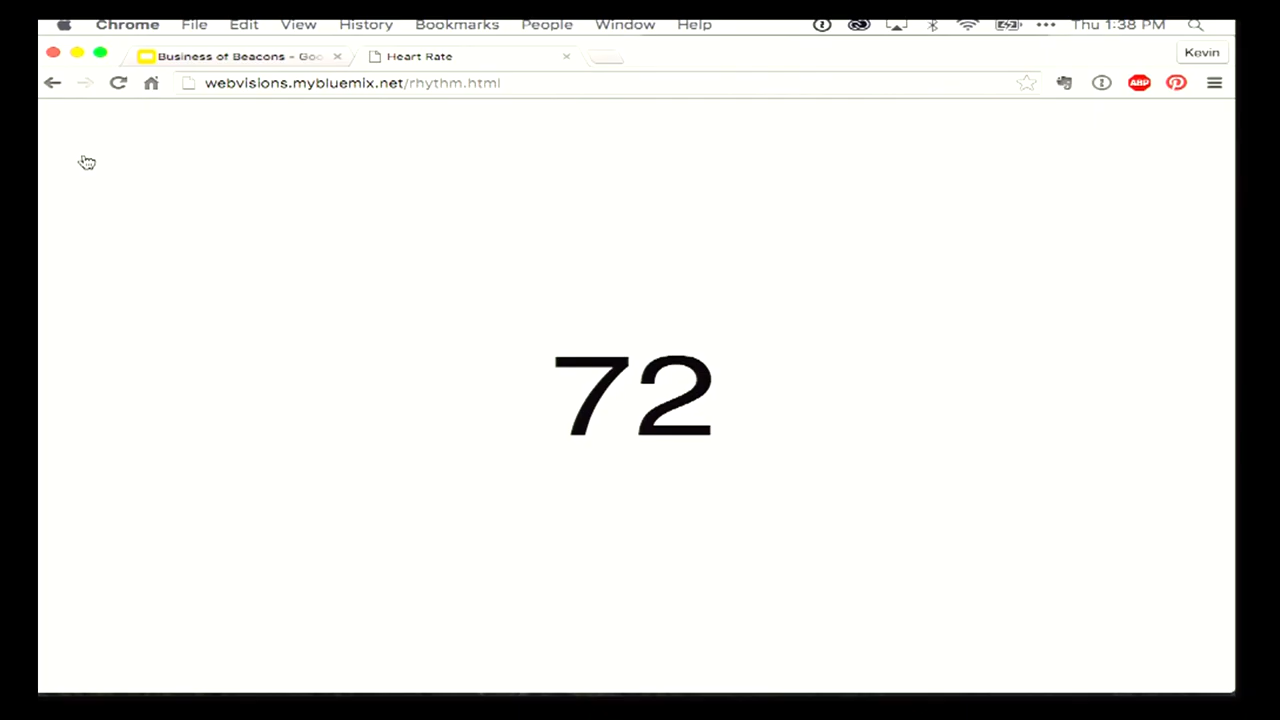 Chrome File Edit View History Bookmarks People Window Help Thu 1:38 PM
Business of Beacons - Goo Heart Rate Kevin
webvisions.mybluemix.net/rhythm.html ABP
72